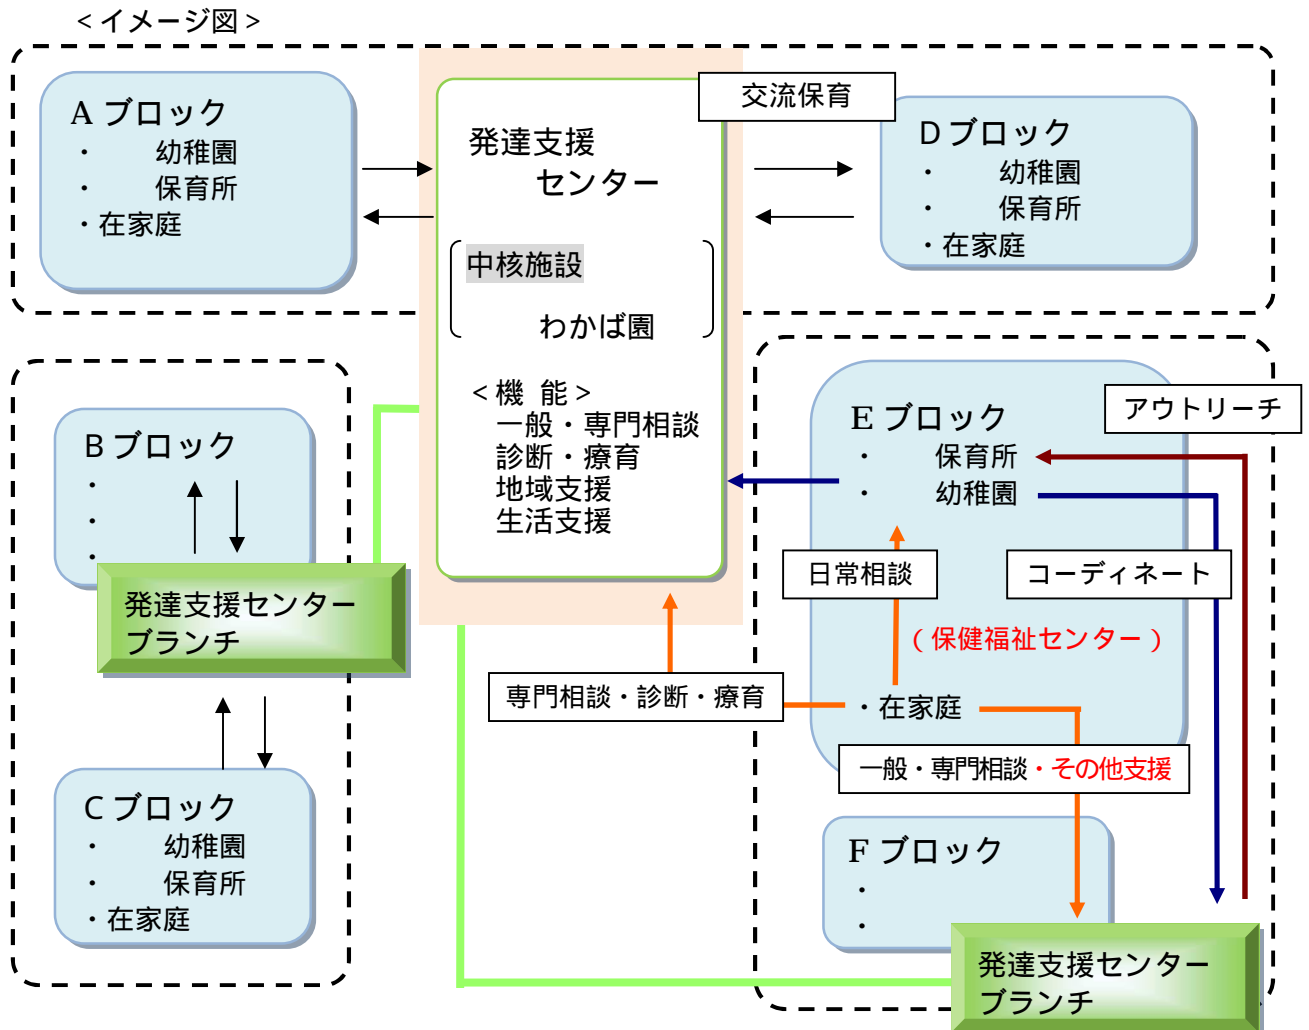 ＜イメージ図＞
A ブロック
・　　幼稚園
・　　保育所
・在家庭
発達支援
センター
中核施設
わかば園
＜機 能＞
一般・専門相談
診断・療育
地域支援
生活支援
交流保育
D ブロック
・　　幼稚園
・　　保育所
・在家庭
B ブロック
・
・
・
発達支援センター
ブランチ
C ブロック
・　　幼稚園
・　　保育所
・在家庭
E ブロック
・　　保育所
・　　幼稚園
アウトリーチ
日常相談
コーディネート
（保健福祉センター）
専門相談・診断・療育
・在家庭
一般・専門相談・その他支援
F ブロック
・
・
発達支援センター
ブランチ